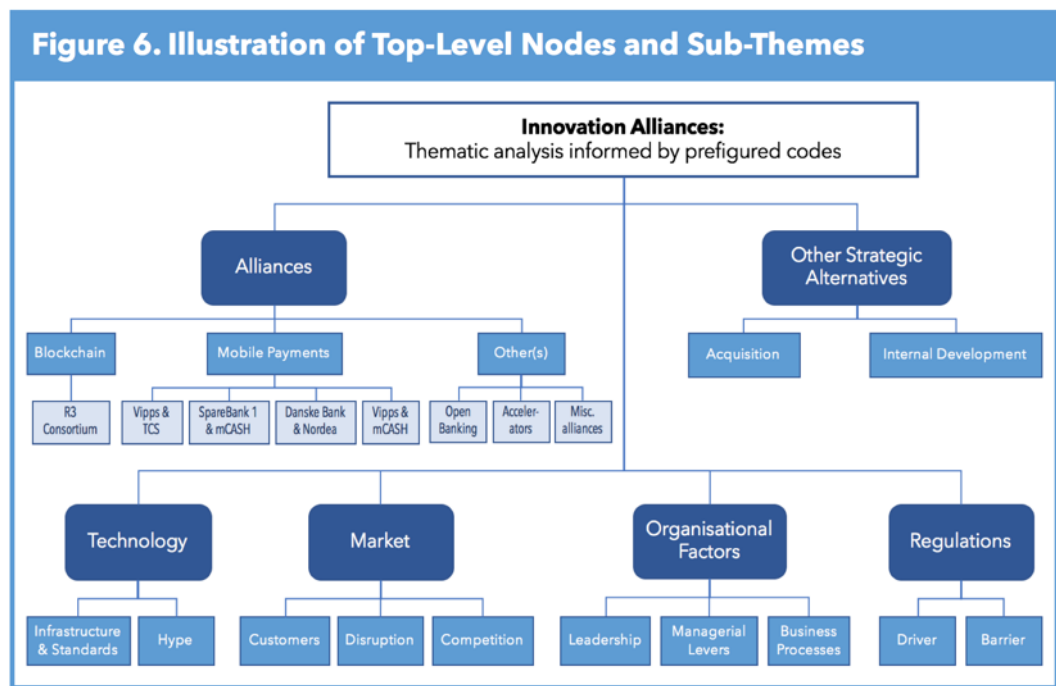 Figure 6. Illustration of Top-Level Nodes and Sub-Themes
Innovation Alliances:
Thematic analysis informed by prefigured codes
Alliances
Other Strategic
Alternatives
Blockchain
Mobile Payments
Other(s)
Acquisition
Internal Development
R3
Consortium
Vipps &
TCS
SpareBank 1
& mCASH
Danske Bank
& Nordea
Vipps &
mCASH
Open
Banking
Acceler-
ators
Misc.
alliances
Technology
Market
Organisational
Factors
Regulations
Infrastructure
& Standards
Hype
Customers
Disruption
Competition
Leadership
Managerial
Levers
Business
Processes
Driver
Barrier